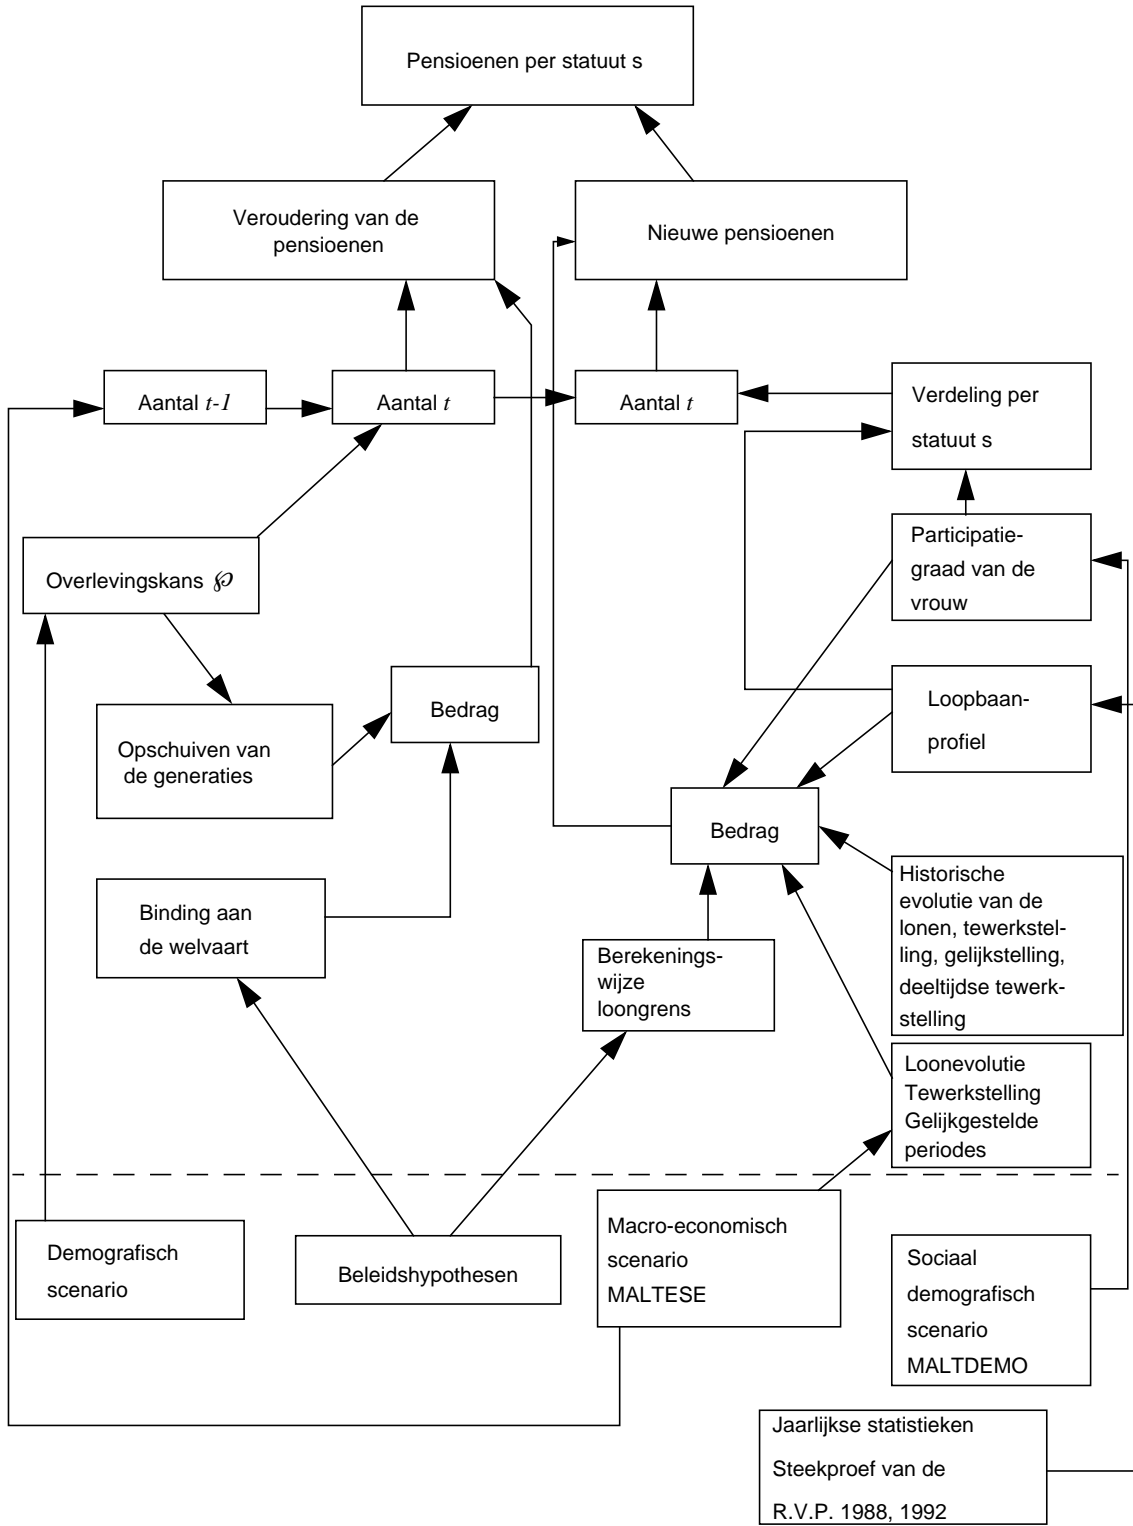 Pensioenen per statuut s
Veroudering van de
pensioenen
Nieuwe pensioenen
Aantal t-1
Aantal t
Aantal t
Verdeling per
statuut s
Participatie-
graad van de
vrouw
Overlevingskans ℘
Loopbaan-
profiel
Bedrag
Opschuiven van
de generaties
Bedrag
Historische
evolutie van de
lonen, tewerkstel-
ling, gelijkstelling,
deeltijdse tewerk-
stelling
Binding aan
de welvaart
Berekenings-
wijze
loongrens
Loonevolutie
Tewerkstelling
Gelijkgestelde
periodes
Demografisch
scenario
Beleidshypothesen
Macro-economisch
scenario
MALTESE
Sociaal
demografisch
scenario
MALTDEMO
Jaarlijkse statistieken
Steekproef van de
R.V.P. 1988, 1992